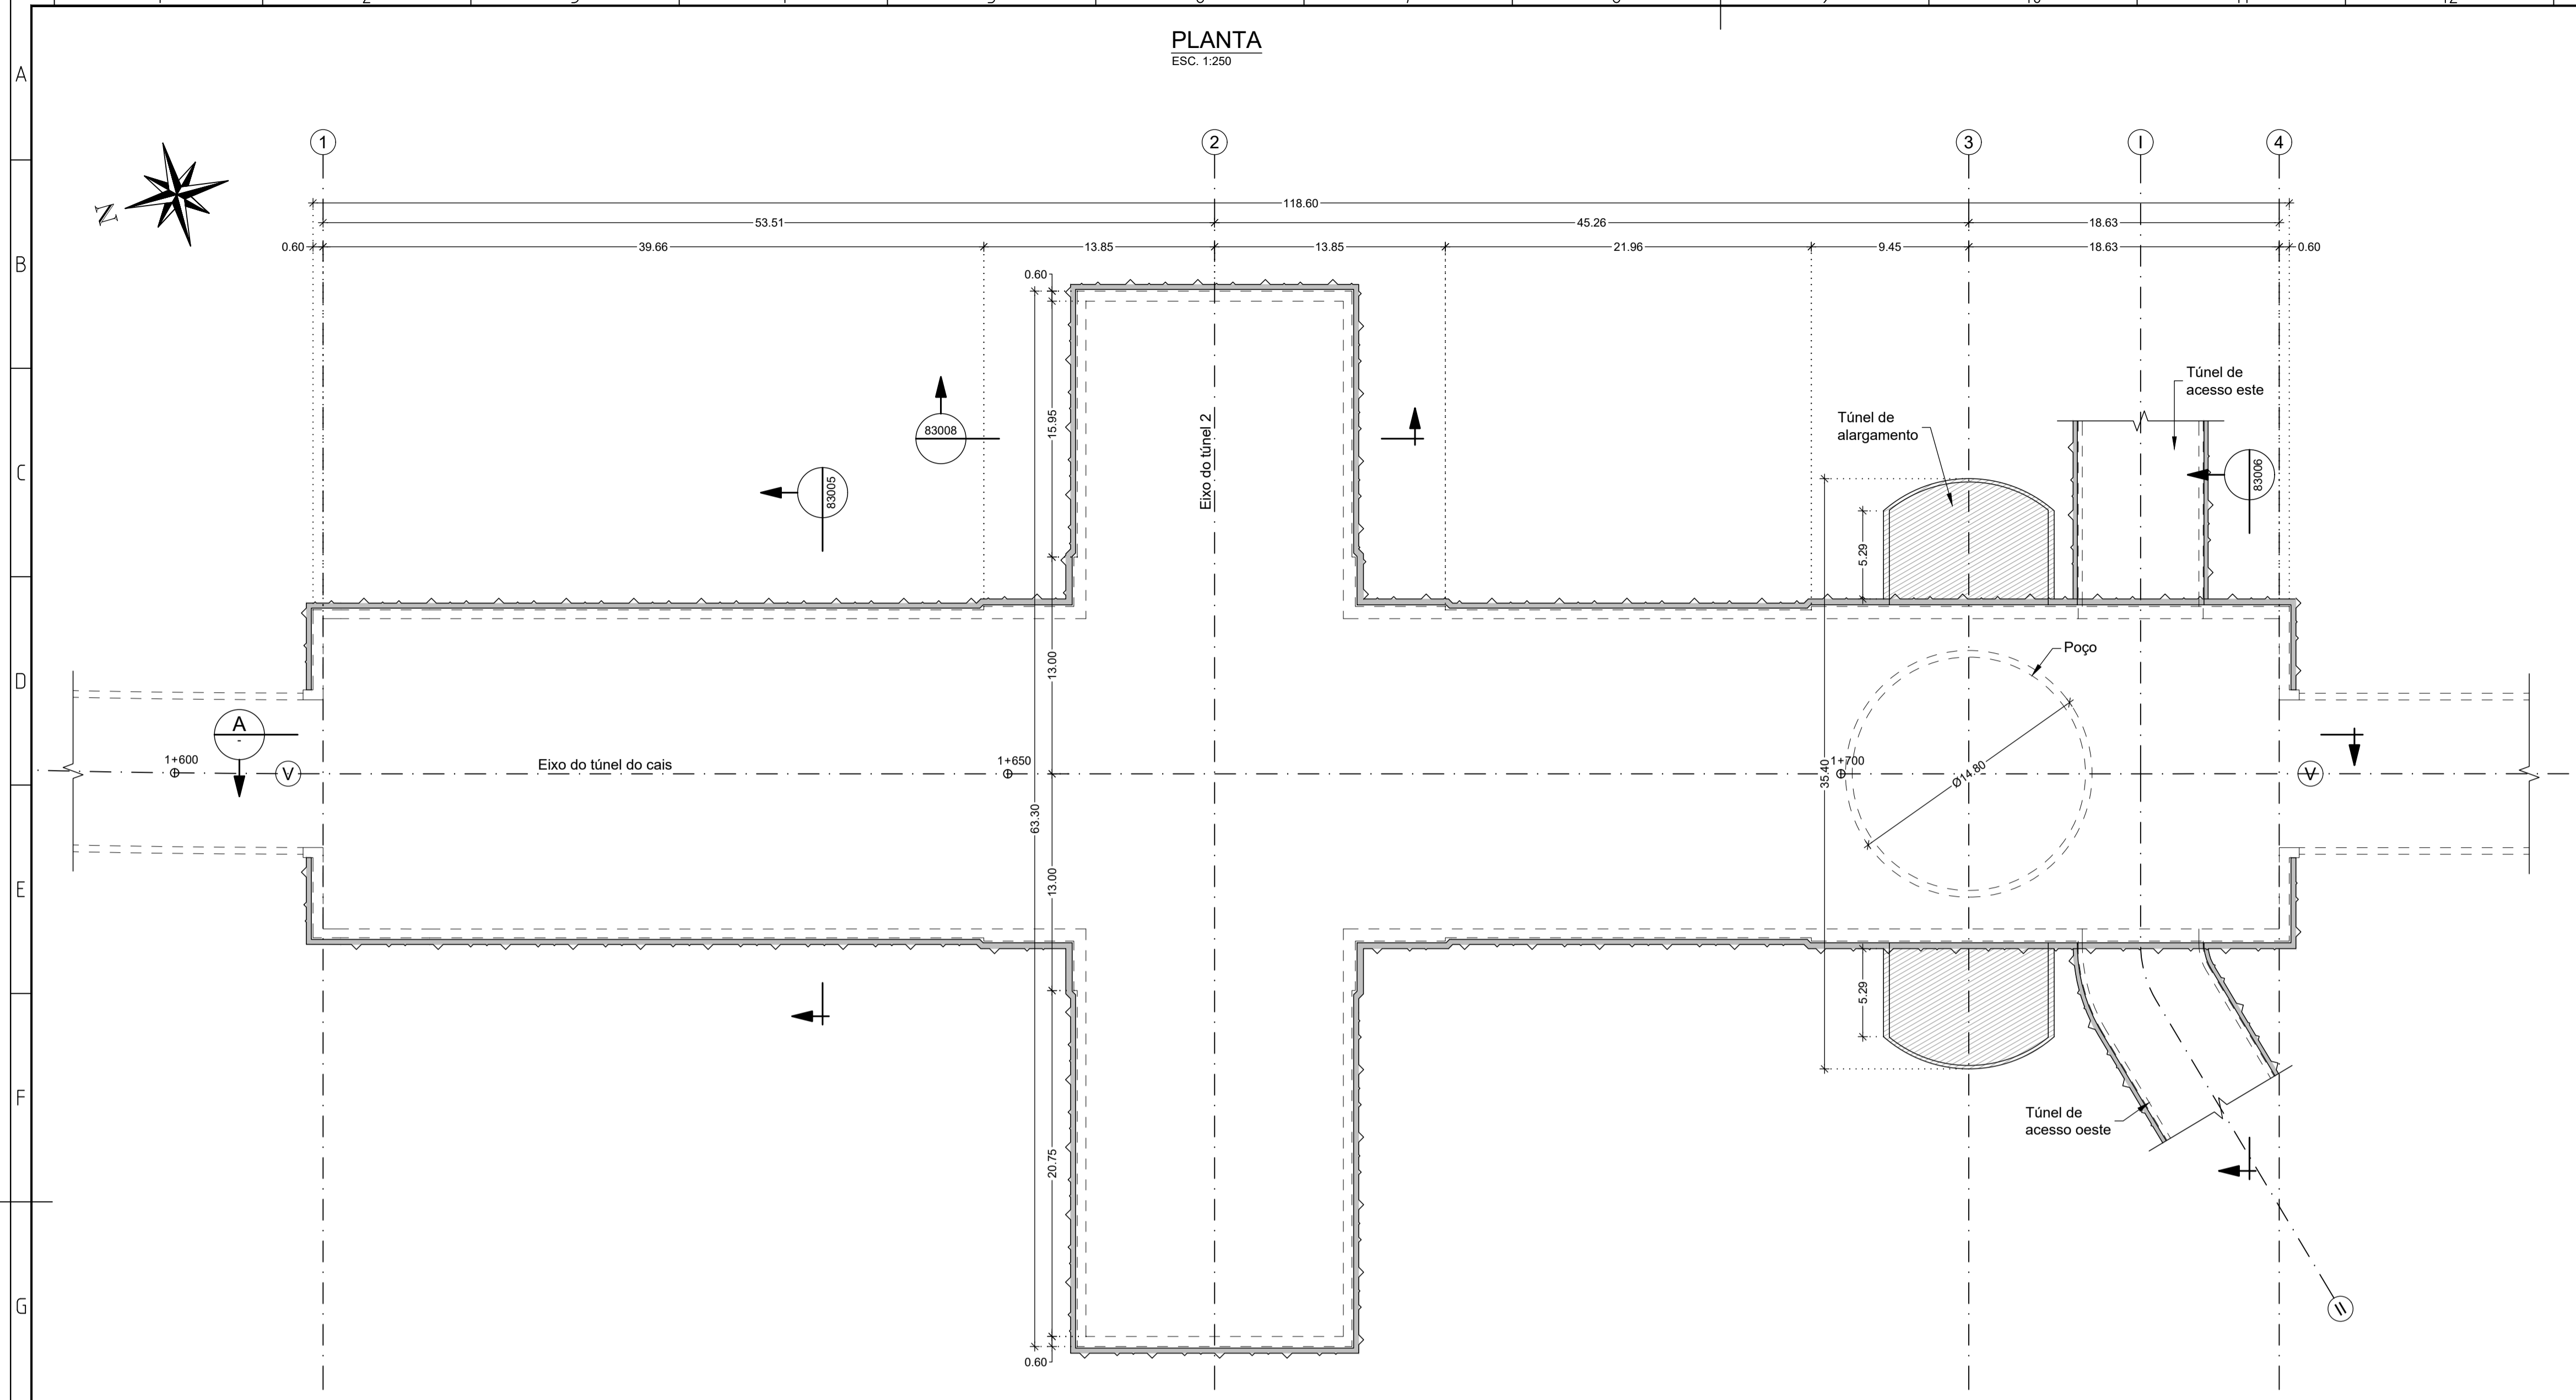 PLANTA
ESC. 1:250
A
B
C
D
E
F
G
N
1
2
3
I
4
118.60
53.51
45.26
18.63
0.60
39.66
13.85
13.85
21.96
9.45
18.63
0.60
0.60
15.95
13.00
63.30
13.00
20.75
0.60
83008
83005
Eixo do túnel 2
Túnel de
alargamento
Túnel de
acesso este
83006
5.29
Poço
A
-
1+600
V
Eixo do túnel do cais
1+650
1+700
35.40
Ø14.80
V
5.29
Túnel de
acesso oeste
II